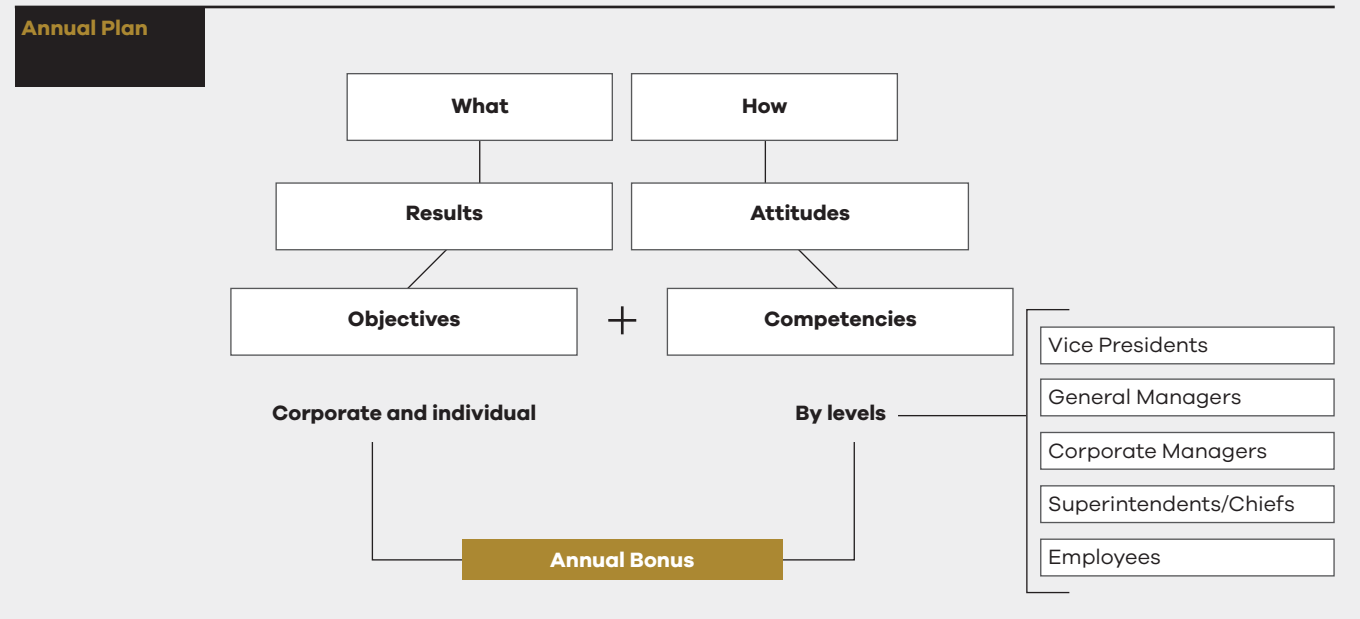 Annual Plan
What
How
Results
Attitudes
Objectives
+
Competencies
Corporate and individual
By levels
Vice Presidents
General Managers
Corporate Managers
Superintendents/Chiefs
Employees
Annual Bonus